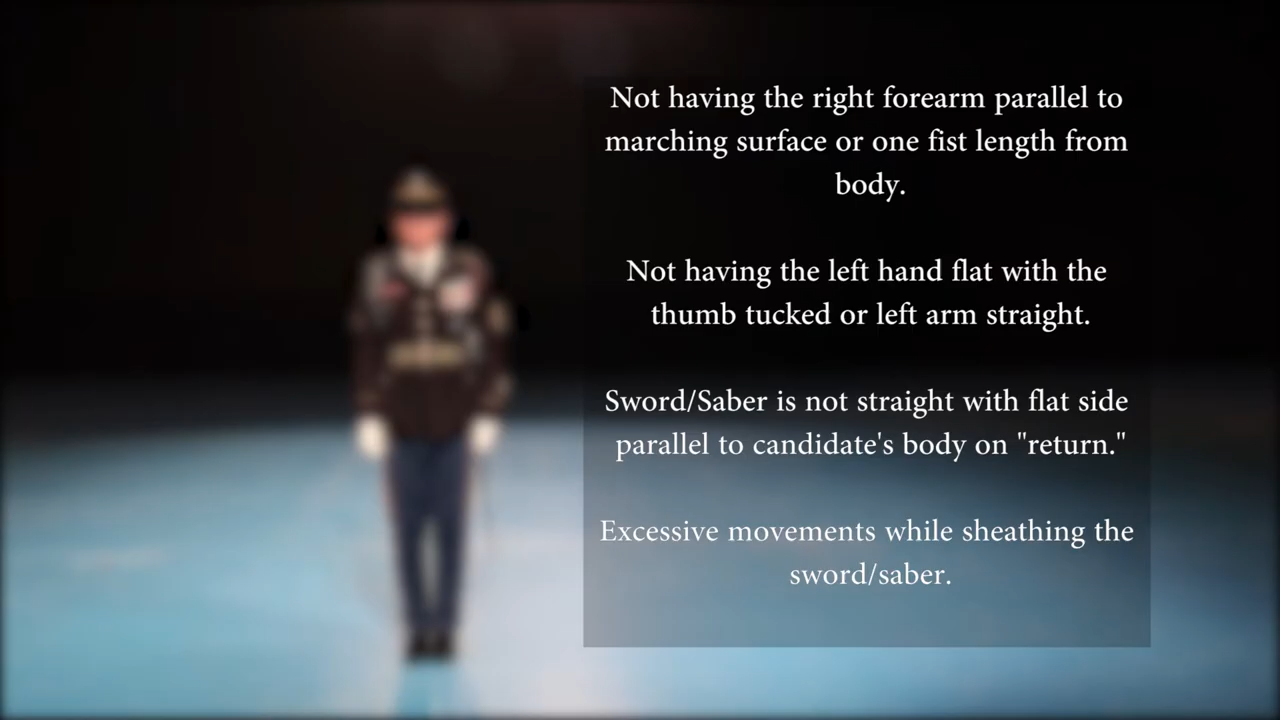 Not having the right forearm parallel to
marching surface or one fist length from
body.
Not having the left hand flat with the
thumb tucked or left arm straight.
Sword/Saber is not straight with flat side
parallel to candidate's body on "return."
Excessive movements while sheathing the
sword/saber.